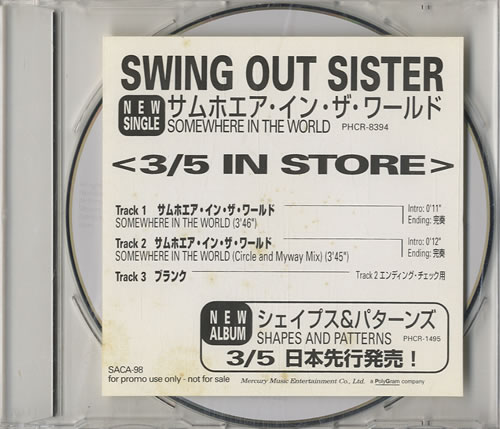 SWING OUT SISTER
NEW SINGLE サムホエア・イン・ザ・ワールド
SOMEWHERE IN THE WORLD PHCR-8394
<3/5 IN STORE>
Track 1 サムホエア・イン・ザ・ワールド Intro: 0'11"
SOMEWHERE IN THE WORLD (3'46") Ending: 完奏
Track 2 サムホエア・イン・ザ・ワールド Intro: 0'12"
SOMEWHERE IN THE WORLD (Circle and Myway Mix) (3'45") Ending: 完奏
Track 3 ブランク Track 2 エンディング・チェック用
NEW ALBUM シェイプス&パターンズ
SHAPES AND PATTERNS PHCR-1495
3/5 日本先行発売!
SACA-98
for promo use only - not for sale Mercury Music Entertainment Co., Ltd. a PolyGram company